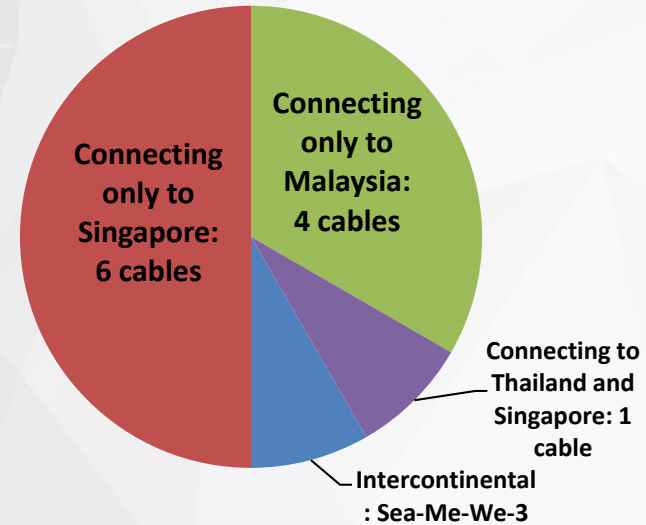 Connecting
only to
Malaysia:
4 cables
Connecting
only to
Singapore:
6 cables
Connecting to
Thailand and
Singapore: 1
cable
Intercontinental
: Sea-Me-We-3